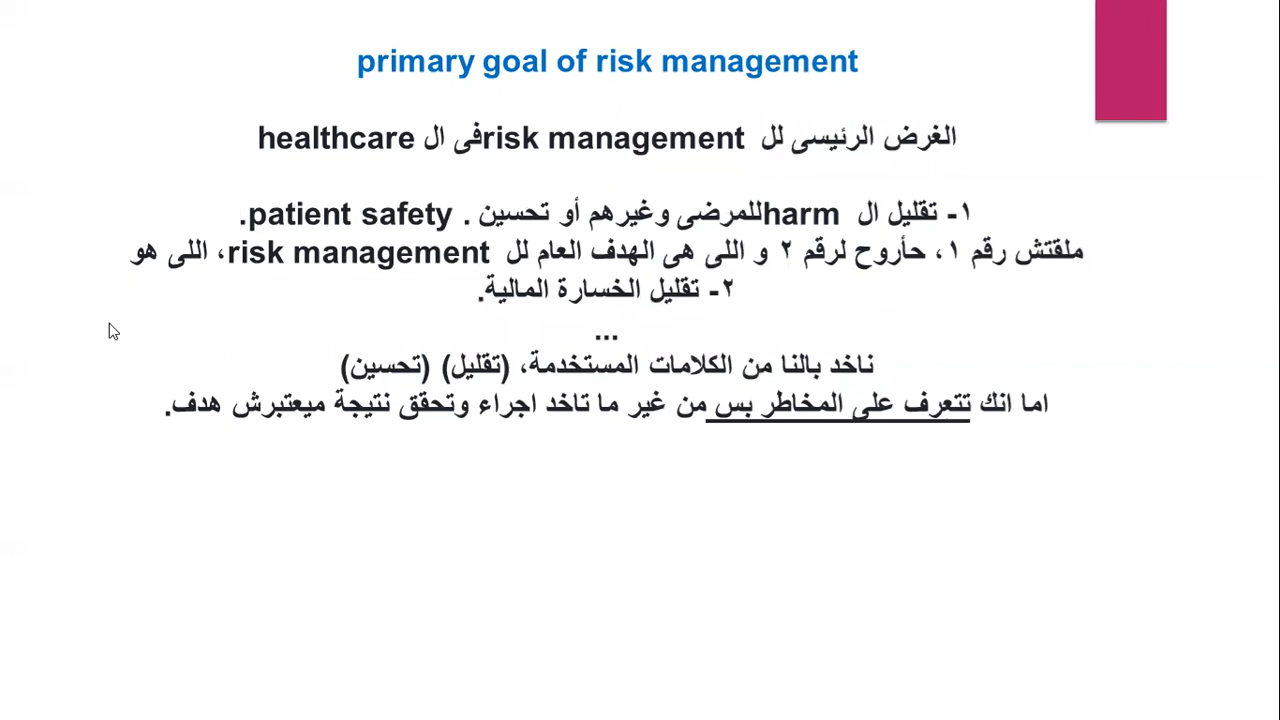 primary goal of risk management
الغرض الرئيسى لل risk management فى ال healthcare
١- تقليل ال harm للمرضى وغيرهم أو تحسين . patient safety.
ملقتش رقم ١، حأروح لرقم ٢ و اللى هى الهدف العام لل risk management، اللى هو
٢- تقليل الخسارة المالية.
...
ناخد بالنا من الكلامات المستخدمة، (تقليل) (تحسين)
اما انك تتعرف على المخاطر بس من غير ما تاخد اجراء وتحقق نتيجة ميعتبرش هدف.